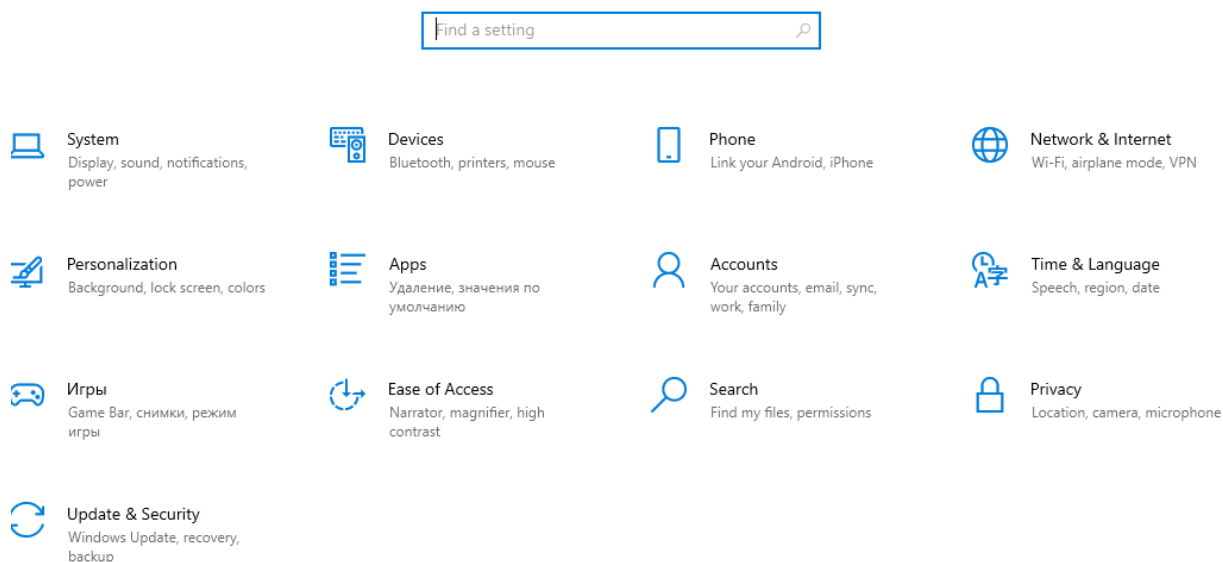 Find a setting
System
Display, sound, notifications,
power
Devices
Bluetooth, printers, mouse
Phone
Link your Android, iPhone
Network & Internet
Wi-Fi, airplane mode, VPN
Personalization
Background, lock screen, colors
Apps
Удаление, значения по
умолчанию
Accounts
Your accounts, email, sync,
work, family
Time & Language
Speech, region, date
Игры
Game Bar, снимки, режим
игры
Ease of Access
Narrator, magnifier, high
contrast
Search
Find my files, permissions
Privacy
Location, camera, microphone
Update & Security
Windows Update, recovery,
backup